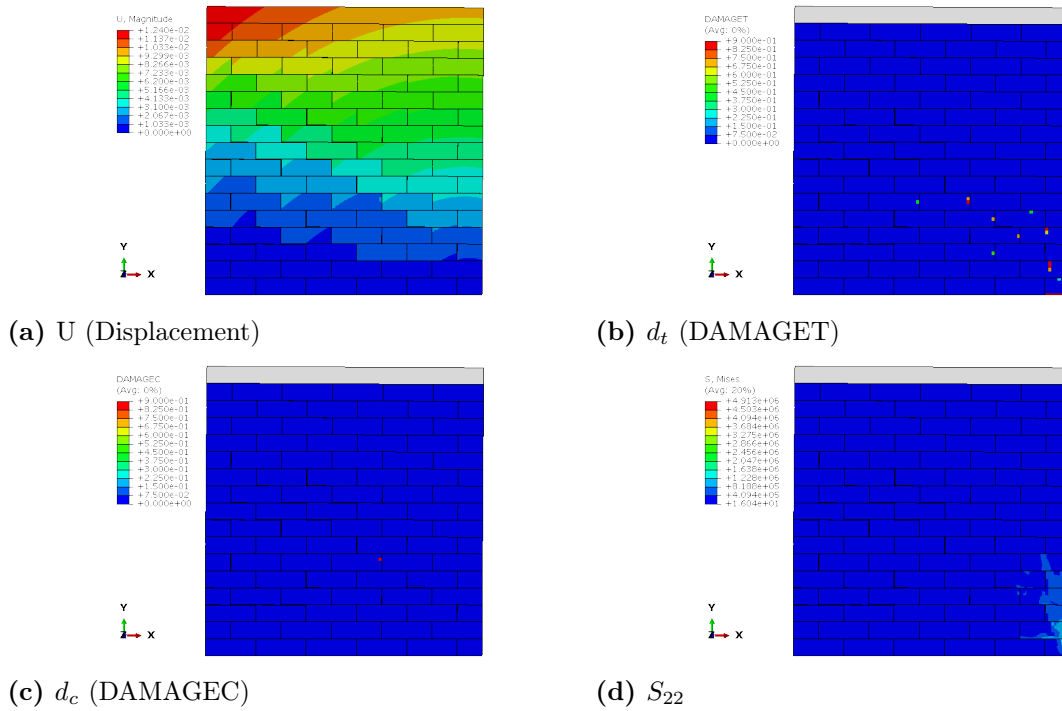 U, Magnitude
+1.240e-02
+1.137e-02
+1.033e-02
+9.299e-03
+8.266e-03
+7.233e-03
+6.200e-03
+5.166e-03
+4.133e-03
+3.100e-03
+2.067e-03
+1.033e-03
+0.000e+00
Y
Z X
(a) U (Displacement)
DAMAGET
(Avg: 0%)
+9.000e-01
+8.250e-01
+7.500e-01
+6.750e-01
+6.000e-01
+5.250e-01
+4.500e-01
+3.750e-01
+3.000e-01
+2.250e-01
+1.500e-01
+7.500e-02
+0.000e+00
Y
Z X
(b) d_t (DAMAGET)
DAMAGEC
(Avg: 0%)
+9.000e-01
+8.250e-01
+7.500e-01
+6.750e-01
+6.000e-01
+5.250e-01
+4.500e-01
+3.750e-01
+3.000e-01
+2.250e-01
+1.500e-01
+7.500e-02
+0.000e+00
Y
Z X
(c) d_c (DAMAGEC)
S, Mises
(Avg: 20%)
+4.913e+06
+4.503e+06
+4.094e+06
+3.684e+06
+3.275e+06
+2.866e+06
+2.456e+06
+2.047e+06
+1.638e+06
+1.228e+06
+8.188e+05
+4.094e+05
+1.604e+01
Y
Z X
(d) S_22